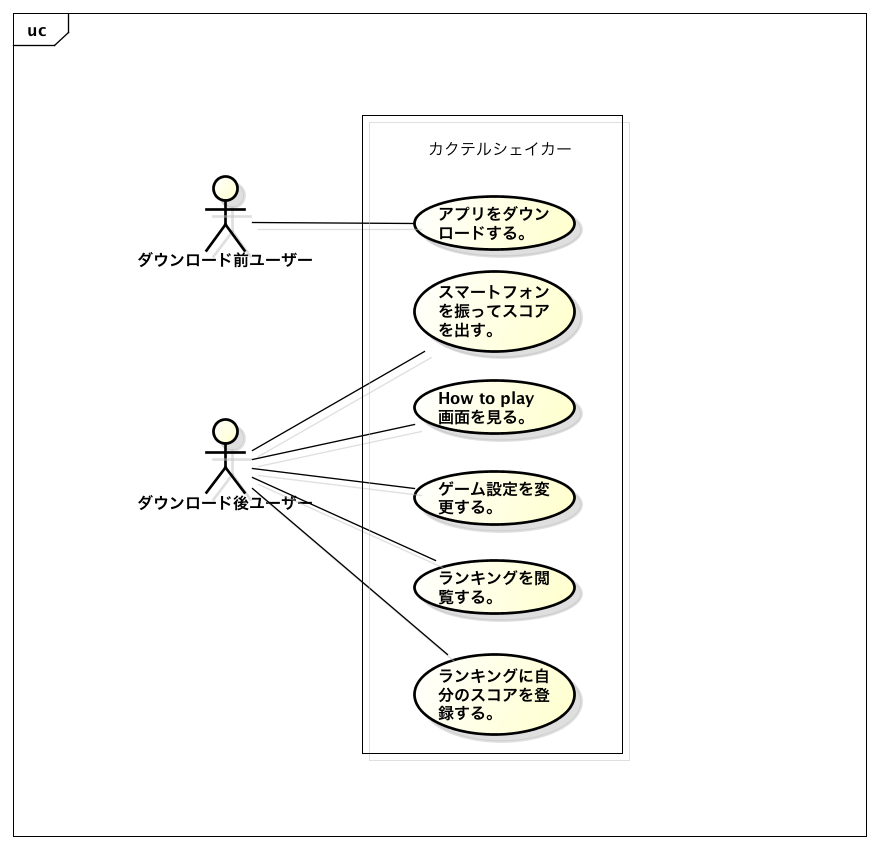 uc
カクテルシェイカー
アプリをダウン
ロードする。
ダウンロード前ユーザー
スマートフォン
を振ってスコア
を出す。
How to play
画面を見る。
ダウンロード後ユーザー
ゲーム設定を変
更する。
ランキングを閲
覧する。
ランキングに自
分のスコアを登
録する。